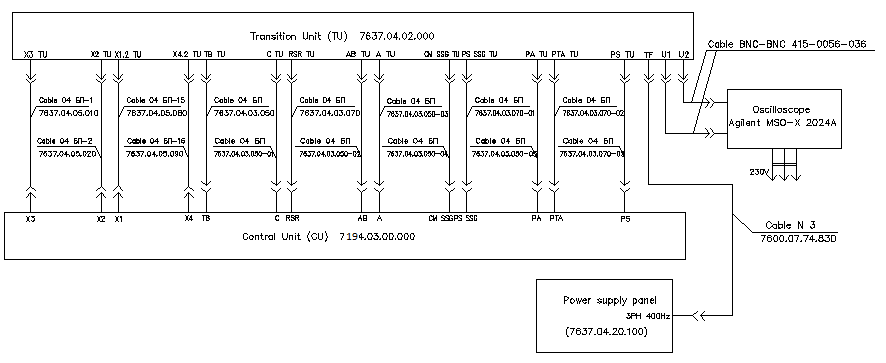 Transition Unit (TU) 7637.04.02.000
X3 TU X2 TU X1.2 TU X4.2 TU TB TU C TU RSR TU AB TU A TU CM SSG TU PS SSG TU PA TU PTA TU PS TU TF U1 U2
Cable BNC-BNC 415-0056-036
Cable 04 БП-1 Cable 04 БП-15 Cable 04 БП Cable 04 БП Cable 04 БП Cable 04 БП Cable 04 БП
7637.04.05.010 7637.04.05.080 7637.04.03.050 7637.04.03.070 7637.04.03.050-03 7637.04.03.070-01 7637.04.03.070-02
Oscilloscope
Agilent MSO-X 2024A
Cable 04 БП-2 Cable 04 БП-16 Cable 04 БП Cable 04 БП Cable 04 БП Cable 04 БП Cable 04 БП
7637.04.05.020 7637.04.05.090 7637.04.03.050-01 7637.04.03.050-02 7637.04.03.050-04 7637.04.03.050-05 7637.04.03.070-03
230V
X3 X2 X1 X4 TB C RSR AB A CM SSG PS SSG PA PTA PS
Control Unit (CU) 7194.03.00.000
Cable N 3
7600.07.74.830
Power supply panel
3PH 400Hz
(7637.04.20.100)